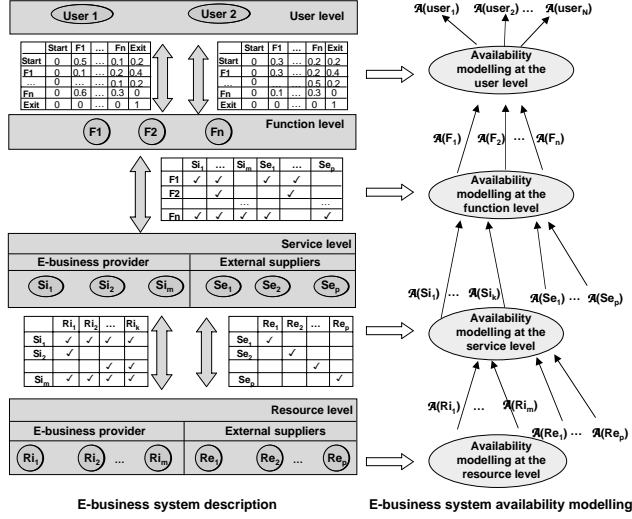 User 1
User 2
User level
Start F1 ... Fn Exit
Start 0 0.5 ... 0.1 0.2
F1 0 0.1 ... 0.2 0.4
... 0 ... 0.1 0.2
Fn 0 0.6 ... 0.3 0
Exit 0 0 ... 0 1
Start F1 ... Fn Exit
Start 0 0.3 ... 0.2 0.2
F1 0 0.3 ... 0.2 0.4
... 0 0.5 0.2
Fn 0 0.1 ... 0.3 0
Exit 0 0 ... 0 1
Function level
F1
F2
Fn
Si₁ ... Siₘ Se₁ ... Seₚ
F1 ✓ ... ✓ ✓
F2 ✓ ✓
... ... ...
Fn ✓ ✓ ✓ ✓ ✓
Service level
E-business provider
External suppliers
Si₁
Si₂
Siₘ
Se₁
Se₂
Seₚ
Ri₁ Ri₂ ... Riₖ
Si₁ ✓ ✓ ✓ ✓
Si₂ ✓
✓ ✓
Siₘ ✓ ✓ ✓ ✓
Re₁ Re₂ ... Reₚ
Se₁ ✓
Se₂ ✓
✓
Seₚ ✓
Resource level
E-business provider
External suppliers
Ri₁
Ri₂
...
Riₘ
Re₁
Re₂
...
Reₚ
E-business system description
𝒜(user₁)
𝒜(user₂) ...
𝒜(user_N)
Availability
modelling at the
user level
𝒜(F₁)
𝒜(F₂) ...
𝒜(Fₙ)
Availability
modelling at the
function level
𝒜(Si₁) ... 𝒜(Siₖ)
𝒜(Se₁) ... 𝒜(Seₚ)
Availability
modelling at the
service level
𝒜(Ri₁) ... 𝒜(Riₘ)
𝒜(Re₁) ... 𝒜(Reₚ)
Availability
modelling at the
resource level
E-business system availability modelling